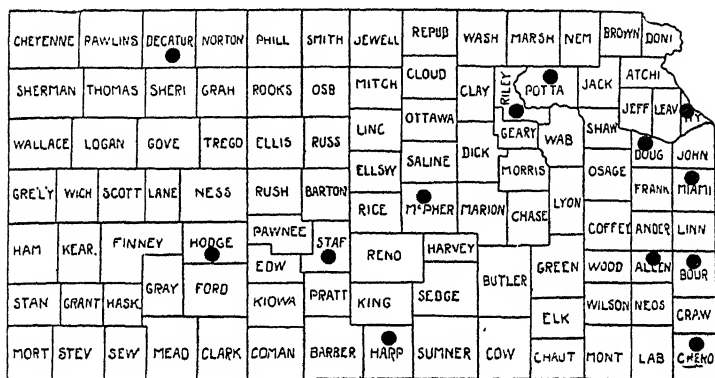 CHEYENNE PAWLINS DECATUR NORTON PHILL SMITH JEWELL REPUB WASH MARSH NEM BROWN DONI
SHERMAN THOMAS SHERI GRAH ROOKS OSB MITCH CLOUD CLAY RILEY POTTA JACK ATCHI
JEFF LEAV WY
WALLACE LOGAN GOVE TREGO ELLIS RUSS LINC OTTAWA GEARY WAB SHAW DOUG JOHN
ELLSW SALINE DICK MORRIS OSAGE
GREL'Y WICH SCOTT LANE NESS RUSH BARTON RICE McPHER MARION CHASE LYON FRANK MIAMI
HAM KEAR. FINNEY HODGE PAWNEE STAF RENO HARVEY COFFEE ANDER LINN
EDW BUTLER GREEN WOOD ALLEN BOUR
STAN GRANT HASK. GRAY FORD KIOWA PRATT KING SEDGE ELK WILSON NEOS CRAW
MORT STEV SEW MEAD CLARK COMAN BARBER HARP SUMNER COW CHAUT MONT LAB CHERO